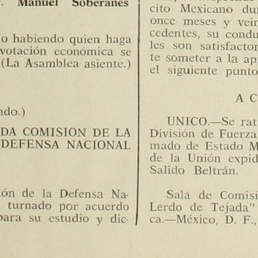 Manuel Soberanes
o habiendo quien haga
votación económica se
(La Asamblea asiente.)
ndo.)
DA COMISION DE LA
DEFENSA NACIONAL
ón de la Defensa Na-
turnado por acuerdo
para su estudio y dic-
cito Mexicano dura
once meses y vein
cedentes, su condu
les son satisfactor
te someter a la apr
el siguiente punto
A C
UNICO.—Se rat
División de Fuerza
mado de Estado M
de la Unión expid
Salido Beltrán.
Sala de Comisi
Lerdo de Tejada"
ca.—México, D. F.,